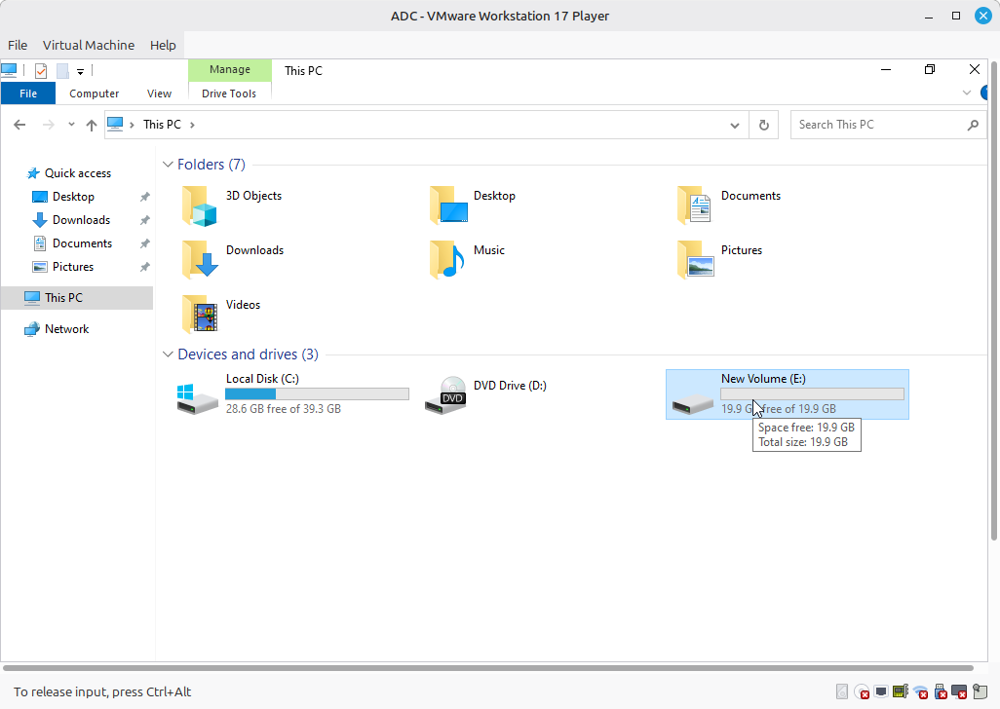 ADC - VMware Workstation 17 Player
File Virtual Machine Help
Manage This PC
File Computer View Drive Tools
This PC Search This PC
Quick access
Desktop
Downloads
Documents
Pictures
This PC
Network
Folders (7)
3D Objects Desktop Documents
Downloads Music Pictures
Videos
Devices and drives (3)
Local Disk (C:)
28.6 GB free of 39.3 GB
DVD
DVD Drive (D:)
New Volume (E:)
19.9 G free of 19.9 GB
Space free: 19.9 GB
Total size: 19.9 GB
To release input, press Ctrl+Alt